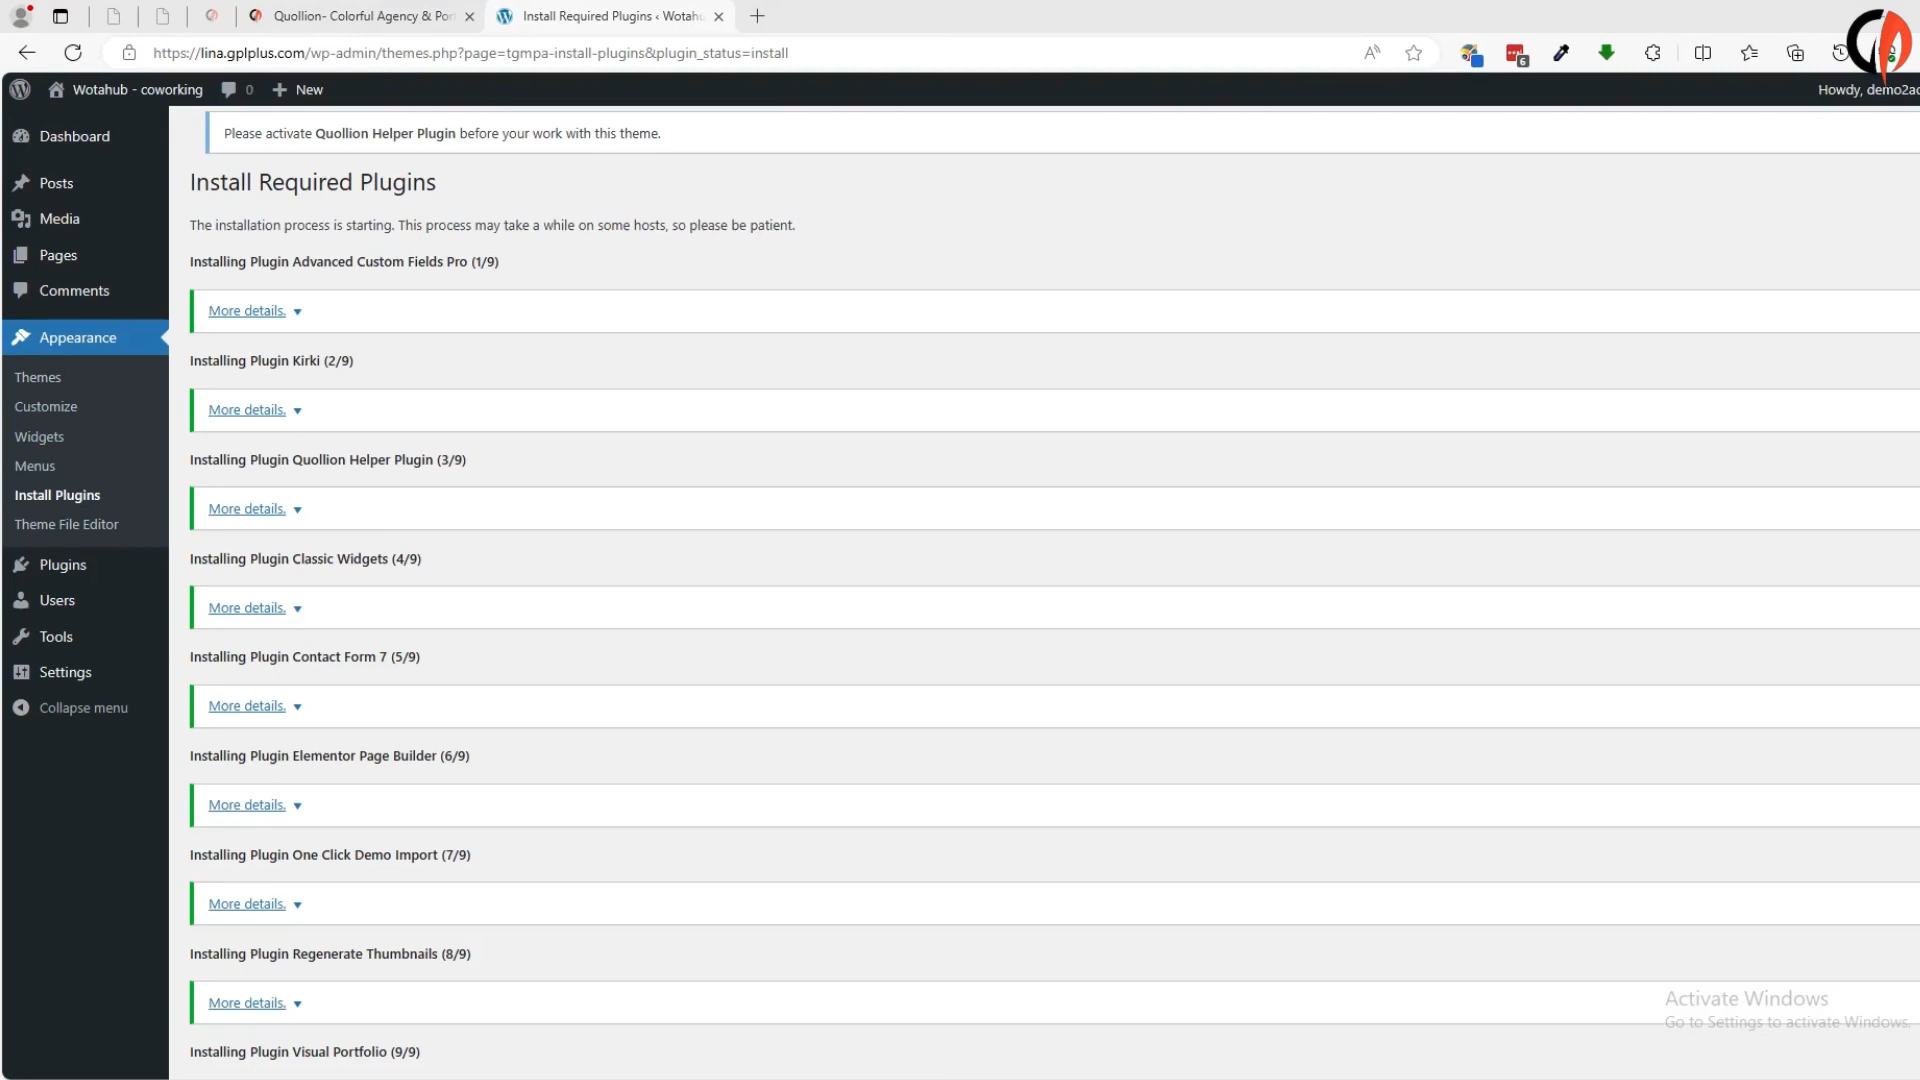 Quollion- Colorful Agency & Por
Install Required Plugins ‹ Wotahu
https://lina.gplplus.com/wp-admin/themes.php?page=tgmpa-install-plugins&plugin_status=install
6
Wotahub - coworking
0
New
Howdy, demo2ac
Dashboard
Posts
Media
Pages
Comments
Appearance
Themes
Customize
Widgets
Menus
Install Plugins
Theme File Editor
Plugins
Users
Tools
Settings
Collapse menu
Please activate Quollion Helper Plugin before your work with this theme.
Install Required Plugins
The installation process is starting. This process may take a while on some hosts, so please be patient.
Installing Plugin Advanced Custom Fields Pro (1/9)
More details.
Installing Plugin Kirki (2/9)
More details.
Installing Plugin Quollion Helper Plugin (3/9)
More details.
Installing Plugin Classic Widgets (4/9)
More details.
Installing Plugin Contact Form 7 (5/9)
More details.
Installing Plugin Elementor Page Builder (6/9)
More details.
Installing Plugin One Click Demo Import (7/9)
More details.
Installing Plugin Regenerate Thumbnails (8/9)
More details.
Installing Plugin Visual Portfolio (9/9)
Activate Windows
Go to Settings to activate Windows.